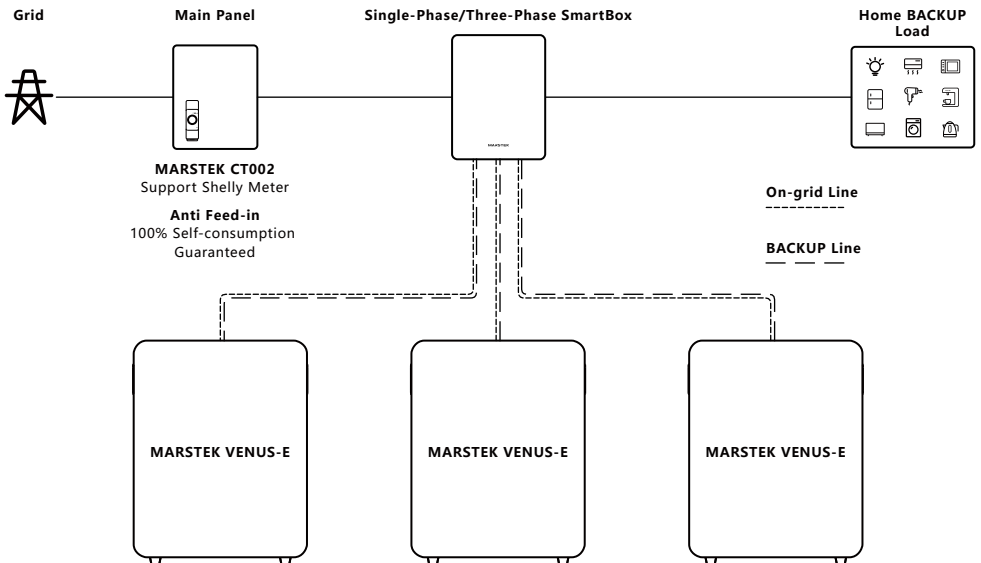 Grid
Main Panel
Single-Phase/Three-Phase SmartBox
Home BACKUP
Load
MARSTEK
MARSTEK CT002
Support Shelly Meter
Anti Feed-in
100% Self-consumption
Guaranteed
On-grid Line
BACKUP Line
MARSTEK VENUS-E
MARSTEK VENUS-E
MARSTEK VENUS-E